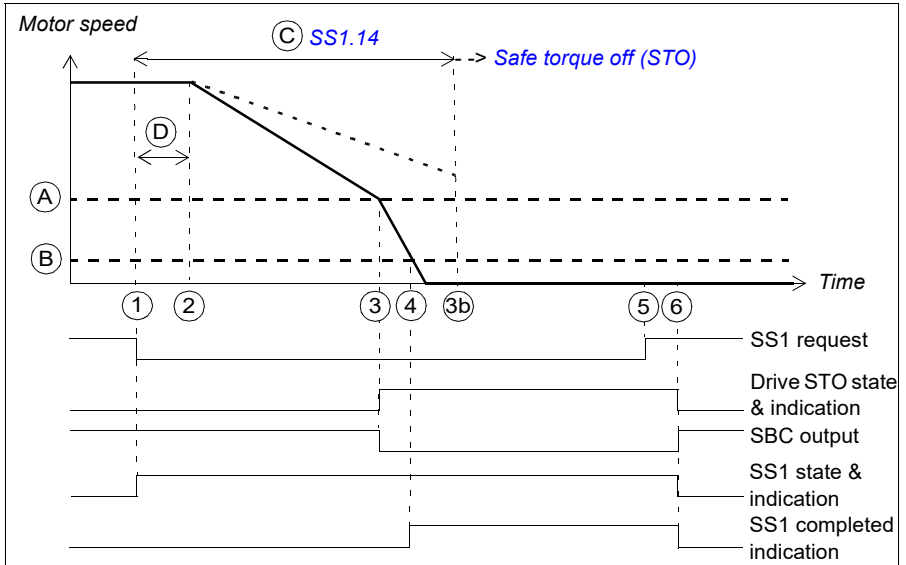 Motor speed
C SS1.14
Safe torque off (STO)
D
A
B
Time
1 2 3 4 3b 5 6
SS1 request
Drive STO state
& indication
SBC output
SS1 state &
indication
SS1 completed
indication